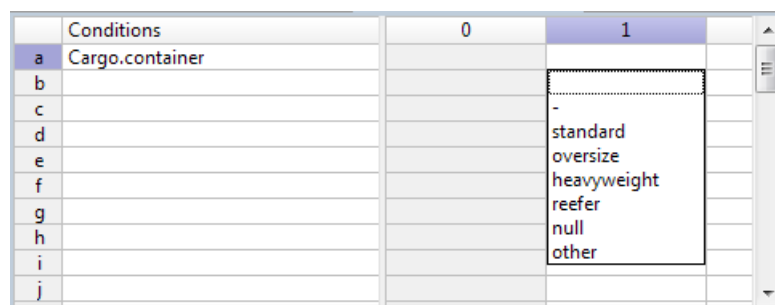 Conditions 0 1
a Cargo.container
b
c -
d standard
e oversize
f heavyweight
g reefer
h null
i other
j